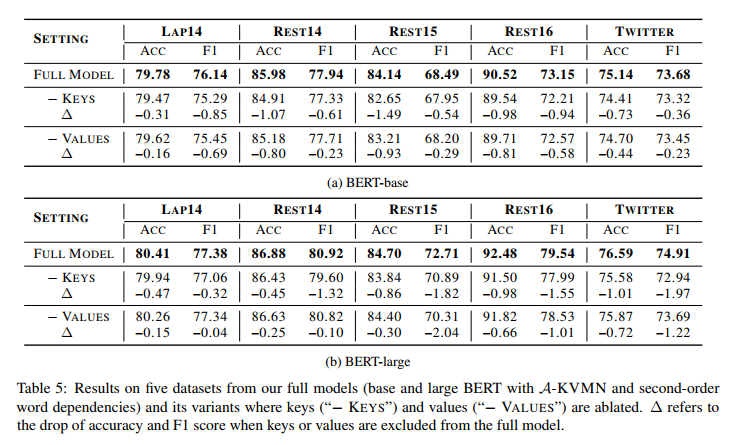 SETTING LAP14 REST14 REST15 REST16 TWITTER
ACC F1 ACC F1 ACC F1 ACC F1 ACC F1
FULL MODEL 79.78 76.14 85.98 77.94 84.14 68.49 90.52 73.15 75.14 73.68
− KEYS 79.47 75.29 84.91 77.33 82.65 67.95 89.54 72.21 74.41 73.32
Δ −0.31 −0.85 −1.07 −0.61 −1.49 −0.54 −0.98 −0.94 −0.73 −0.36
− VALUES 79.62 75.45 85.18 77.71 83.21 68.20 89.71 72.57 74.70 73.45
Δ −0.16 −0.69 −0.80 −0.23 −0.93 −0.29 −0.81 −0.58 −0.44 −0.23
(a) BERT-base
SETTING LAP14 REST14 REST15 REST16 TWITTER
ACC F1 ACC F1 ACC F1 ACC F1 ACC F1
FULL MODEL 80.41 77.38 86.88 80.92 84.70 72.71 92.48 79.54 76.59 74.91
− KEYS 79.94 77.06 86.43 79.60 83.84 70.89 91.50 77.99 75.58 72.94
Δ −0.47 −0.32 −0.45 −1.32 −0.86 −1.82 −0.98 −1.55 −1.01 −1.97
− VALUES 80.26 77.34 86.63 80.82 84.40 70.31 91.82 78.53 75.87 73.69
Δ −0.15 −0.04 −0.25 −0.10 −0.30 −2.04 −0.66 −1.01 −0.72 −1.22
(b) BERT-large
Table 5: Results on five datasets from our full models (base and large BERT with 𝒜-KVMN and second-order
word dependencies) and its variants where keys (“− KEYS”) and values (“− VALUES”) are ablated. Δ refers to
the drop of accuracy and F1 score when keys or values are excluded from the full model.